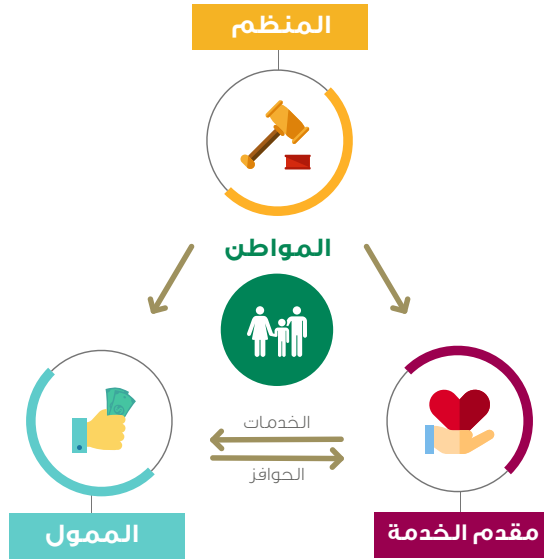 المنظم
المواطن
الخدمات
الحوافز
مقدم الخدمة
الممول